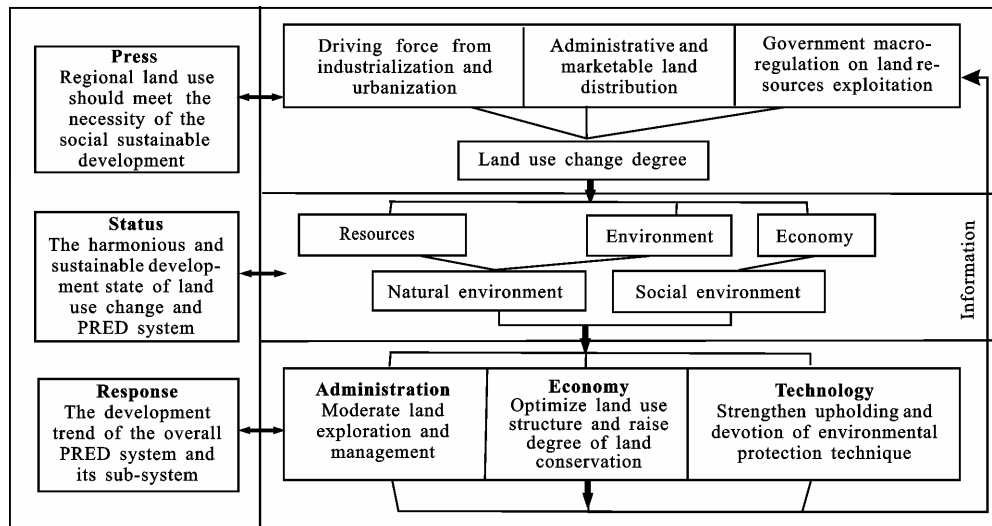 Press
Regional land use
should meet the
necessity of the
social sustainable
development
Driving force from
industrialization and
urbanization
Administrative and
marketable land
distribution
Government macro-
regulation on land re-
sources exploitation
Land use change degree
Status
The harmonious and
sustainable develop-
ment state of land
use change and
PRED system
Resources
Environment
Economy
Natural environment
Social environment
Information
Response
The development
trend of the overall
PRED system and
its sub-system
Administration
Moderate land
exploration and
management
Economy
Optimize land use
structure and raise
degree of land
conservation
Technology
Strengthen upholding and
devotion of environmental
protection technique